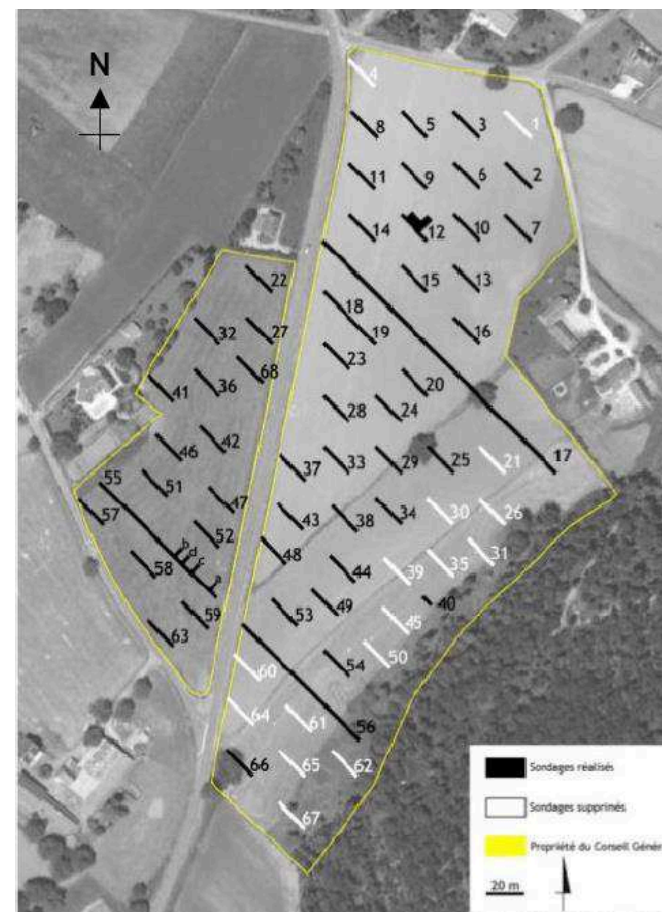 N
4
8 5 3 1
11 9 6 2
14 12 10 7
22 15 13
32 27 18 19 16
41 36 68 23 20
46 42 28 24
55 51 47 37 33 29 25 21 17
57 52 43 38 34 30 26
b d c a
58 48 44 39 35 31
63 59 53 49 45 40
60 54 50
64 61 56
66 65 62
67
Sondages réalisés
Sondages supprinés
Propriété du Conseil Génér
20 m